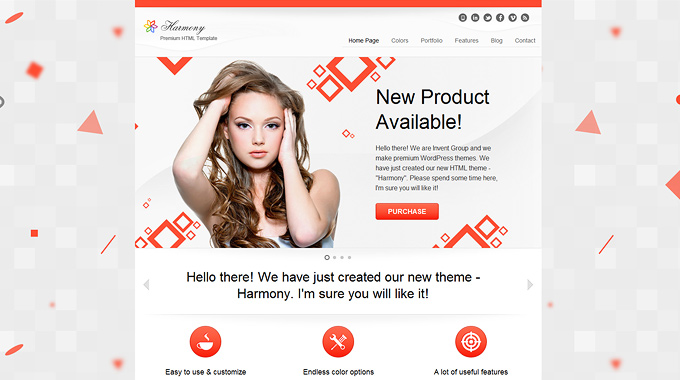 Harmony
Premium HTML Template
Home Page Colors Portfolio Features Blog Contact
New Product
Available!
Hello there! We are Invent Group and we
make premium WordPress themes. We
have just created our new HTML theme -
"Harmony". Please spend some time here,
I'm sure you will like it!
PURCHASE
Hello there! We have just created our new theme -
Harmony. I'm sure you will like it!
Easy to use & customize
Endless color options
A lot of useful features